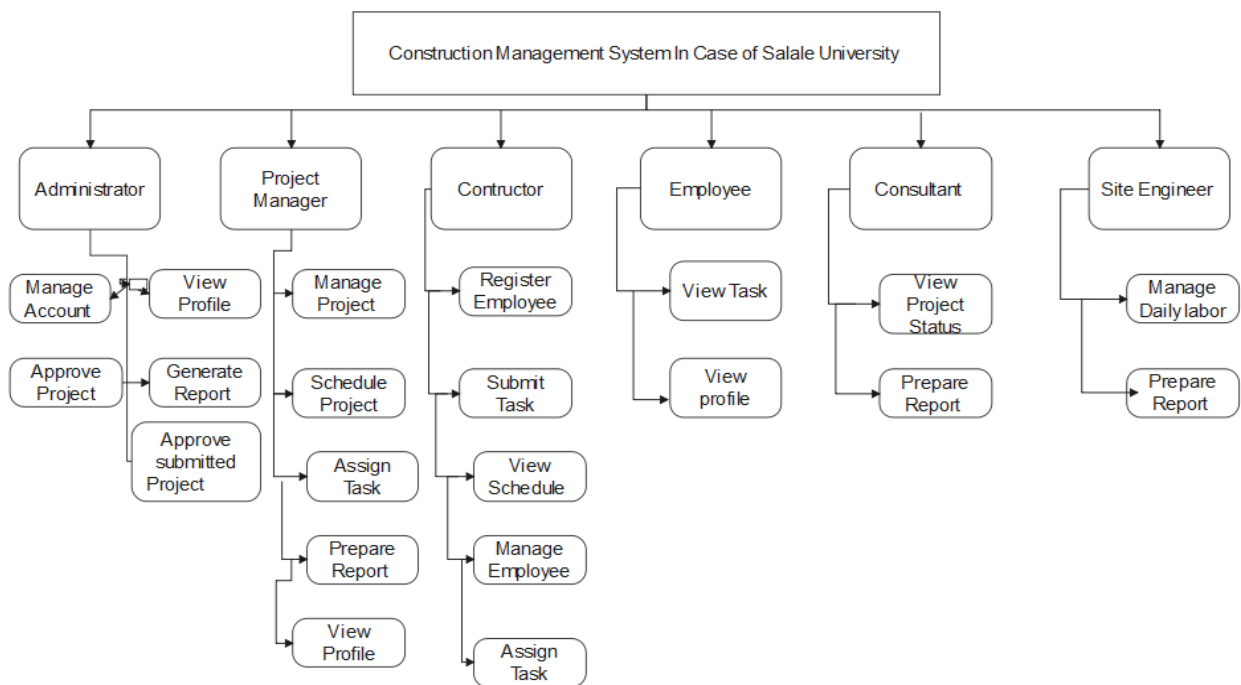 Construction Management System In Case of Salale University
Administrator
Project
Manager
Contructor
Employee
Consultant
Site Engineer
Manage
Account
View
Profile
Approve
Project
Generate
Report
Approve
submitted
Project
Manage
Project
Schedule
Project
Assign
Task
Prepare
Report
View
Profile
Register
Employee
Submit
Task
View
Schedule
Manage
Employee
Assign
Task
View Task
View
profile
View
Project
Status
Prepare
Report
Manage
Daily labor
Prepare
Report